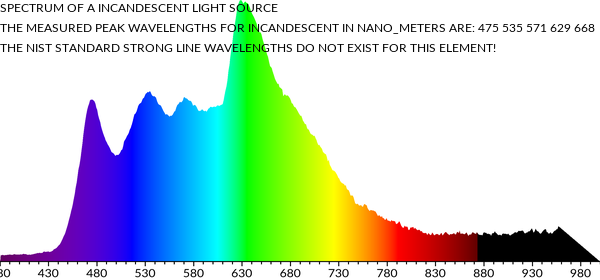 SPECTRUM OF A INCANDESCENT LIGHT SOURCE
THE MEASURED PEAK WAVELENGTHS FOR INCANDESCENT IN NANO_METERS ARE: 475 535 571 629 668
THE NIST STANDARD STRONG LINE WAVELENGTHS DO NOT EXIST FOR THIS ELEMENT!
80 430 480 530 580 630 680 730 780 830 880 930 980